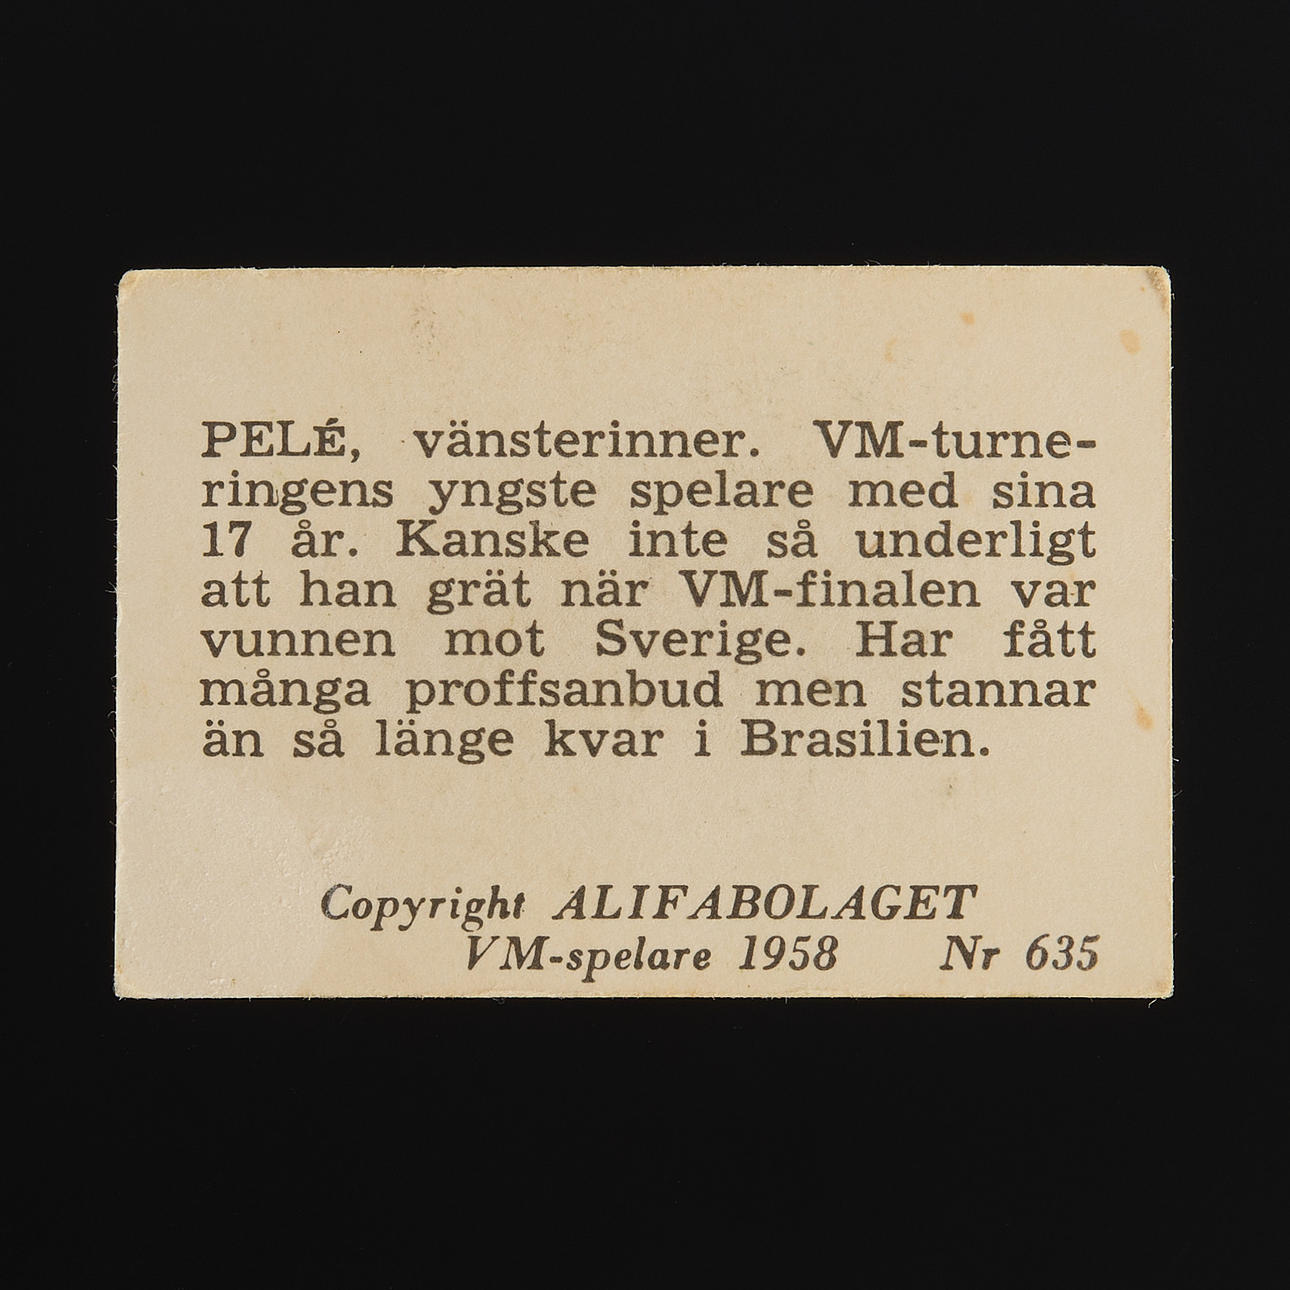 PELÉ, vänsterinner. VM-turne-
ringens yngste spelare med sina
17 år. Kanske inte så underligt
att han grät när VM-finalen var
vunnen mot Sverige. Har fått
många proffsanbud men stannar
än så länge kvar i Brasilien.
Copyright ALIFABOLAGET
VM-spelare 1958 Nr 635